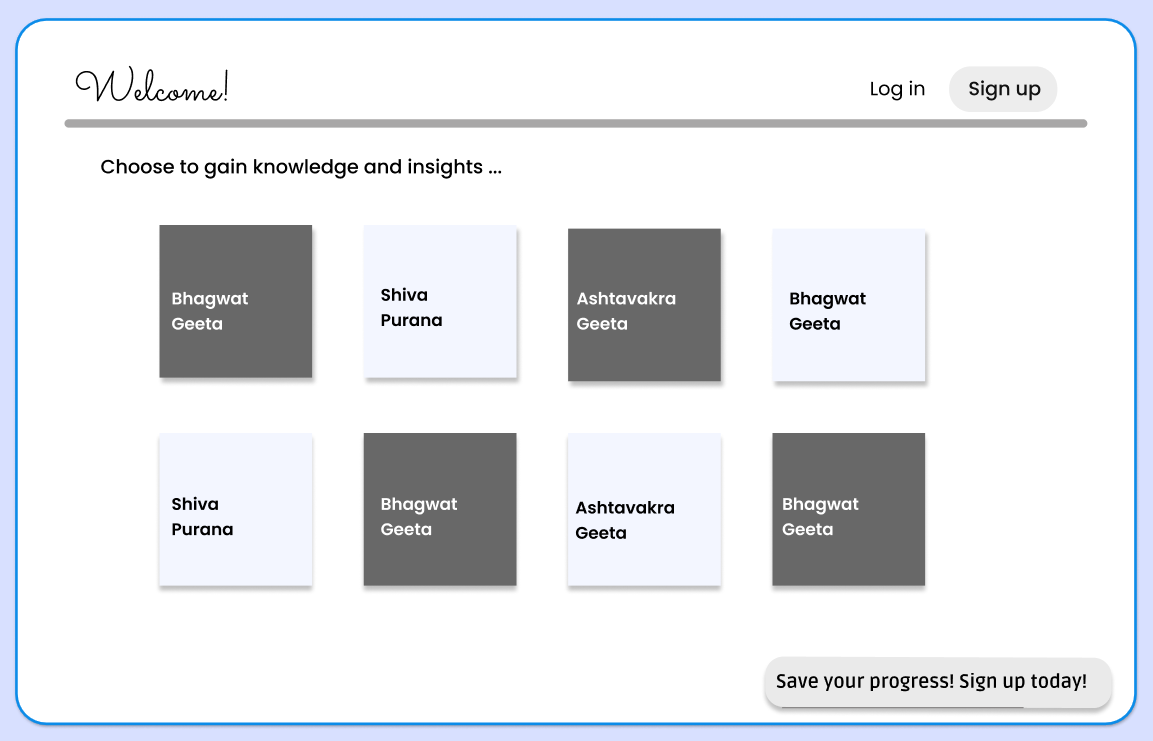 Welcome!
Log in
Sign up
Choose to gain knowledge and insights ...
Bhagwat
Geeta
Shiva
Purana
Ashtavakra
Geeta
Bhagwat
Geeta
Shiva
Purana
Bhagwat
Geeta
Ashtavakra
Geeta
Bhagwat
Geeta
Save your progress! Sign up today!